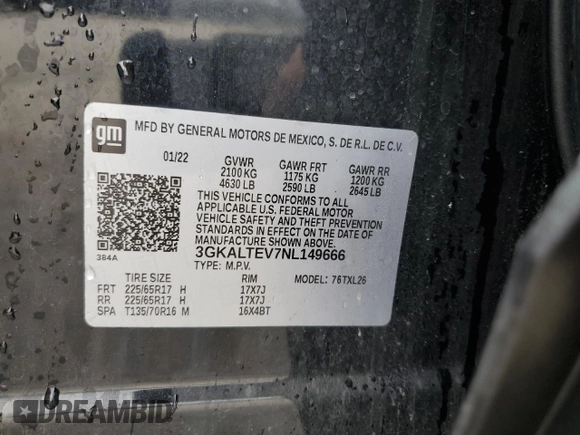 gm
MFD BY GENERAL MOTORS DE MEXICO, S. DE R.L. DE C.V.
01/22 GVWR GAWR FRT GAWR RR
2100 KG 1175 KG 1200 KG
4630 LB 2590 LB 2645 LB
THIS VEHICLE CONFORMS TO ALL
APPLICABLE U.S. FEDERAL MOTOR
VEHICLE SAFETY AND THEFT PREVENTION
STANDARDS IN EFFECT ON THE DATE
OF MANUFACTURE SHOWN ABOVE.
3GKALTEV7NL149666
384A TYPE: M.P.V.
TIRE SIZE RIM MODEL: 76TXL26
FRT 225/65R17 H 17X7J
RR 225/65R17 H 17X7J
SPA T135/70R16 M 16X4BT
DREAMBID